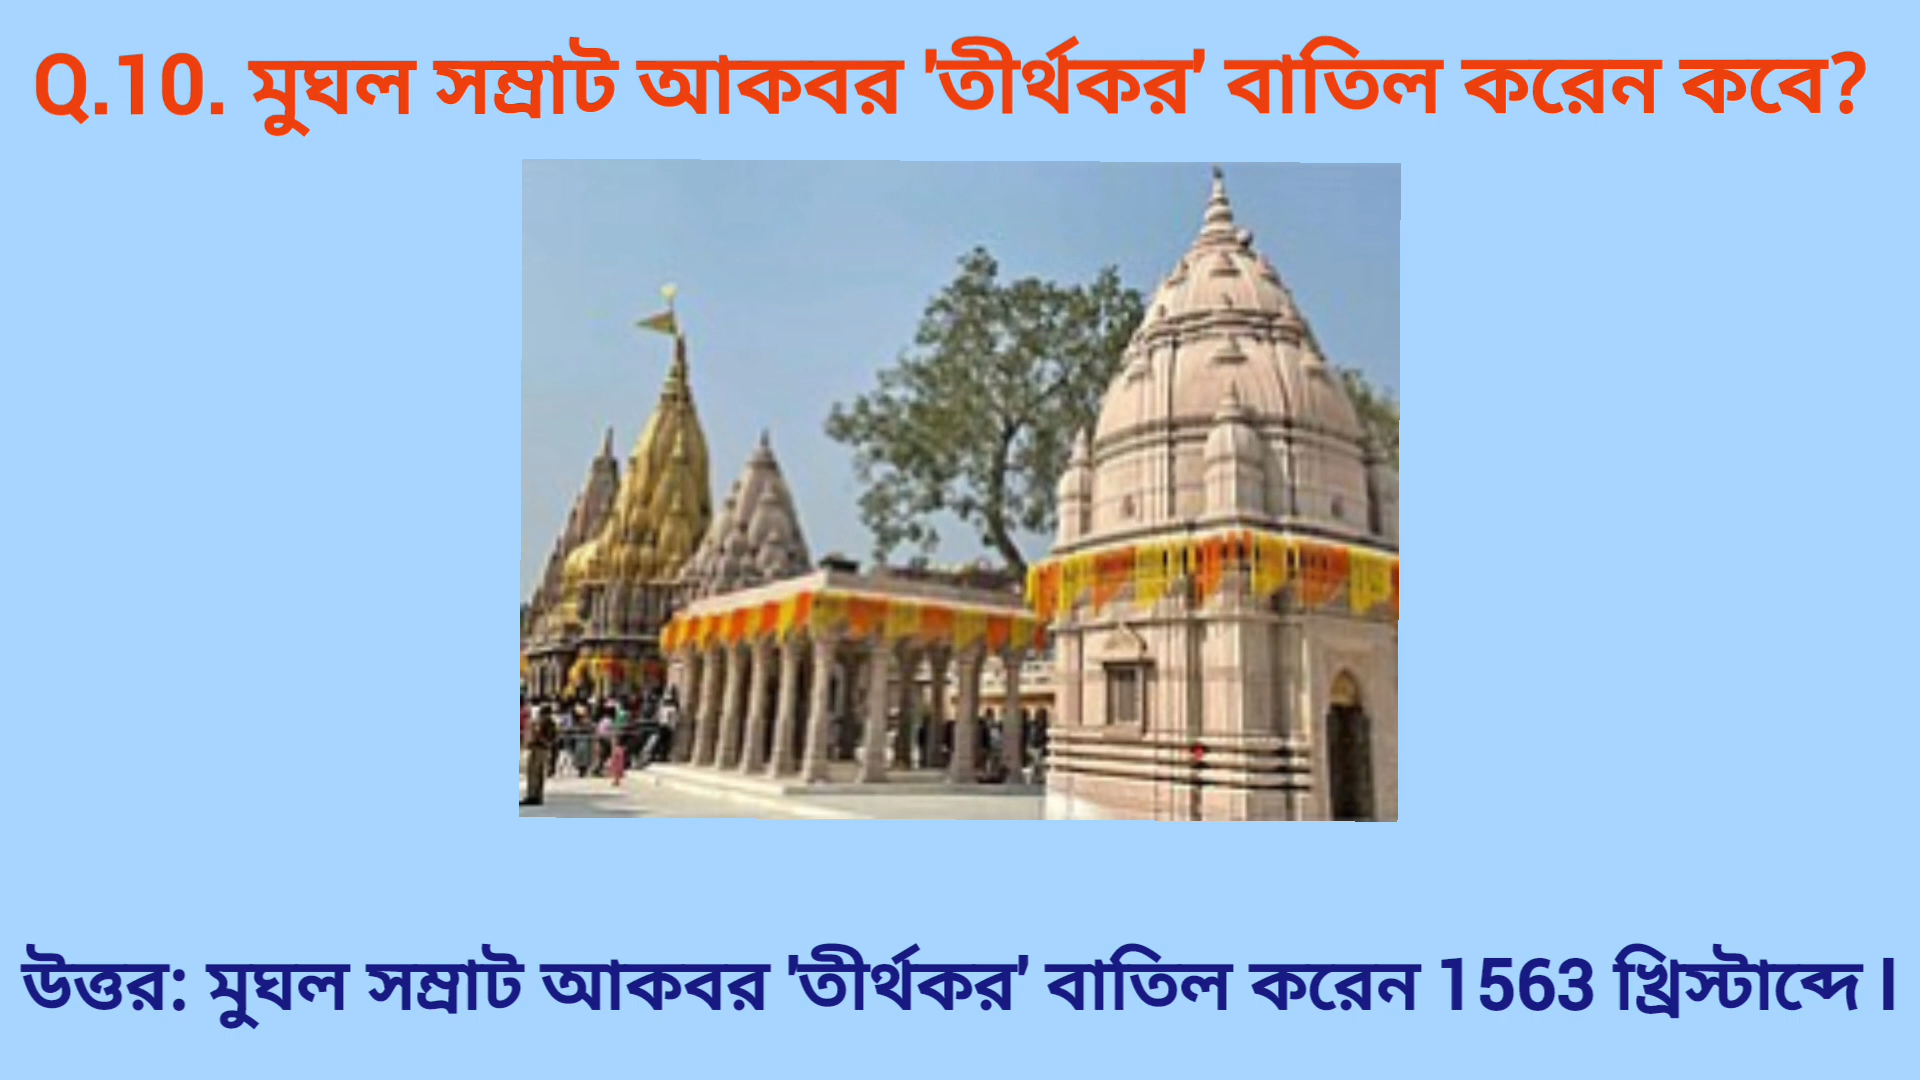 Q.10. মুঘল সম্রাট আকবর 'তীর্থকর' বাতিল করেন কবে?
উত্তর: মুঘল সম্রাট আকবর 'তীর্থকর' বাতিল করেন 1563 খ্রিস্টাব্দে ।